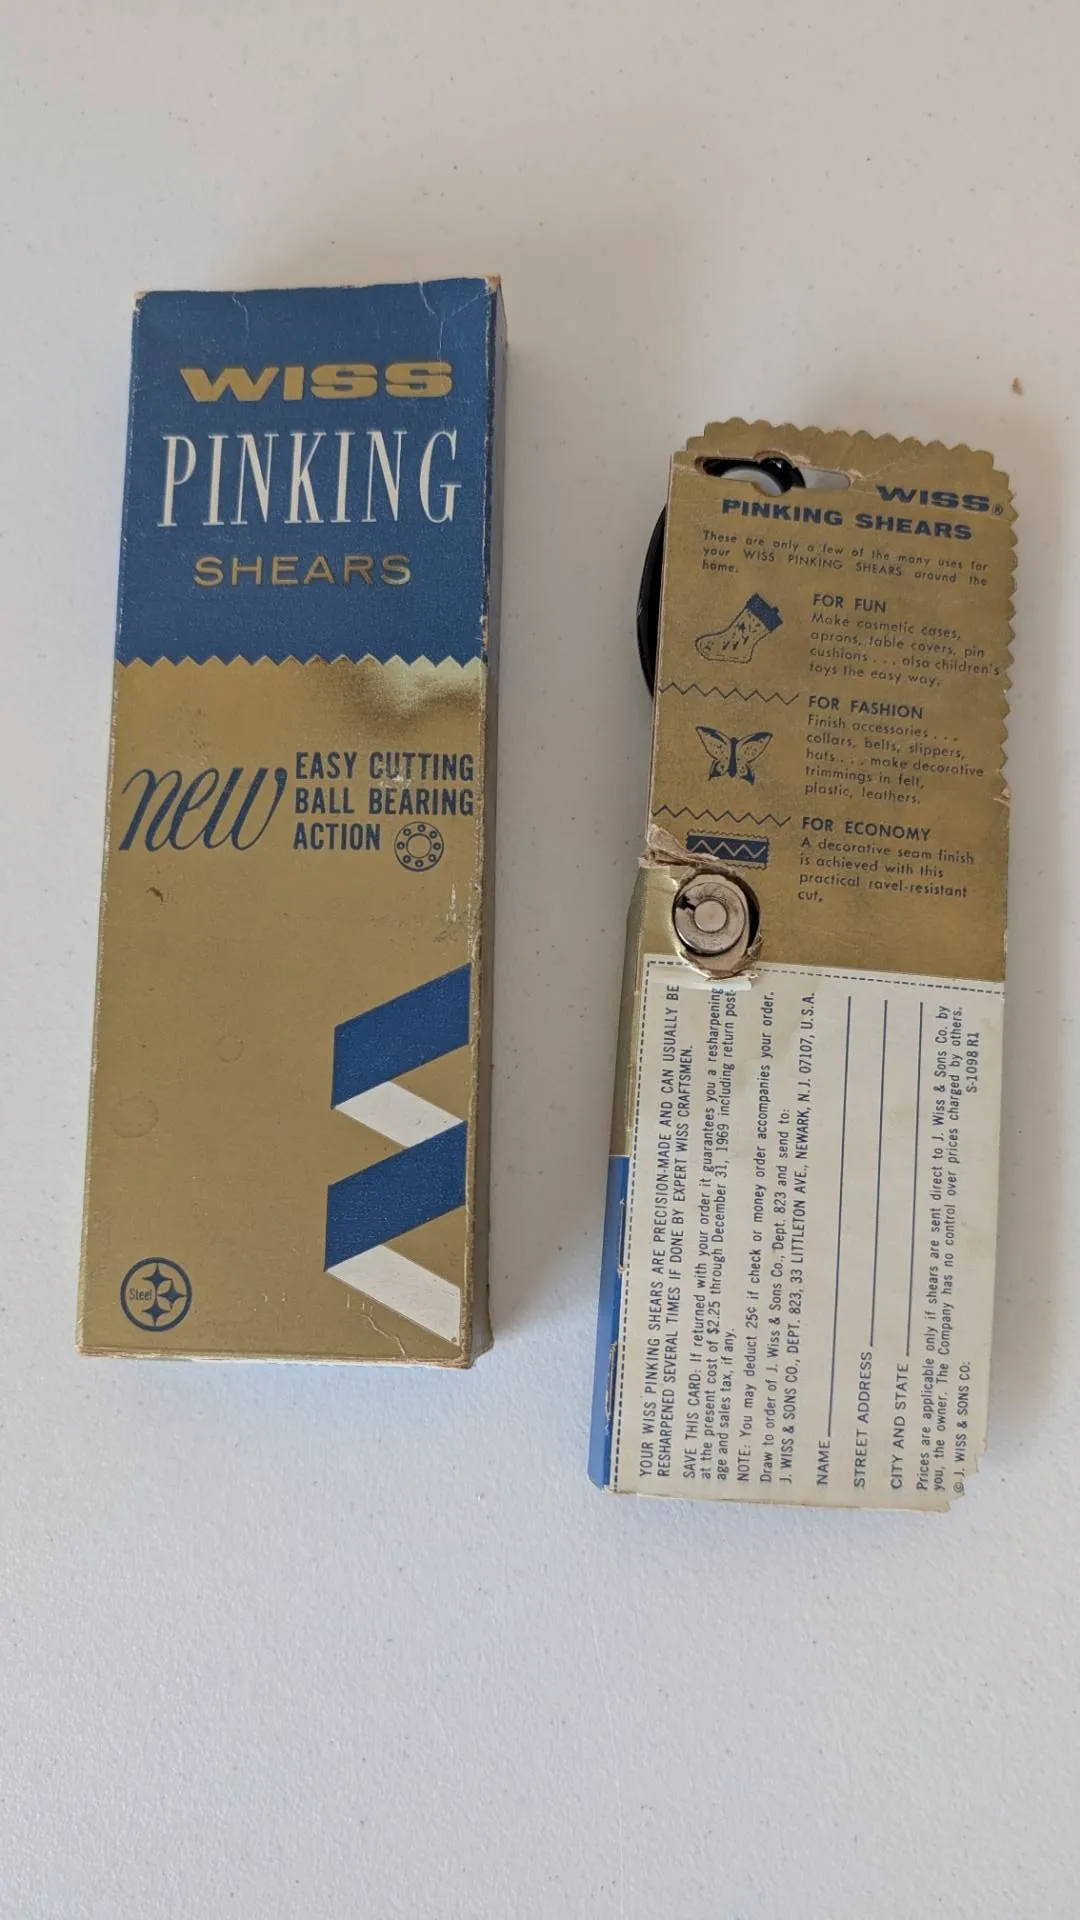 WISS
PINKING
SHEARS
new
EASY CUTTING
BALL BEARING
ACTION
Steel
WISS®
PINKING SHEARS
These are only a few of the many uses for
your WISS PINKING SHEARS around the
home.
FOR FUN
Make cosmetic cases,
aprons, table covers, pin
cushions . . . also children's
toys the easy way.
FOR FASHION
Finish accessories . . .
collars, belts, slippers,
hats . . . make decorative
trimmings in felt,
plastic, leathers.
FOR ECONOMY
A decorative seam finish
is achieved with this
practical ravel-resistant
cut.
YOUR WISS PINKING SHEARS ARE PRECISION-MADE AND CAN USUALLY BE
RESHARPENED SEVERAL TIMES IF DONE BY EXPERT WISS CRAFTSMEN.
SAVE THIS CARD: If returned with your order it guarantees you a resharpening
at the present cost of $2.25 through December 31, 1969 including return post-
age and sales tax, if any.
NOTE: You may deduct 25¢ if check or money order accompanies your order.
Draw to order of J. Wiss & Sons Co., Dept. 823 and send to:
J. WISS & SONS CO., DEPT. 823, 33 LITTLETON AVE., NEWARK, N.J. 07107, U.S.A.
NAME
STREET ADDRESS
CITY AND STATE
Prices are applicable only if shears are sent direct to J. Wiss & Sons Co. by
you, the owner. The Company has no control over prices charged by others.
© J. WISS & SONS CO. S-1098 R1